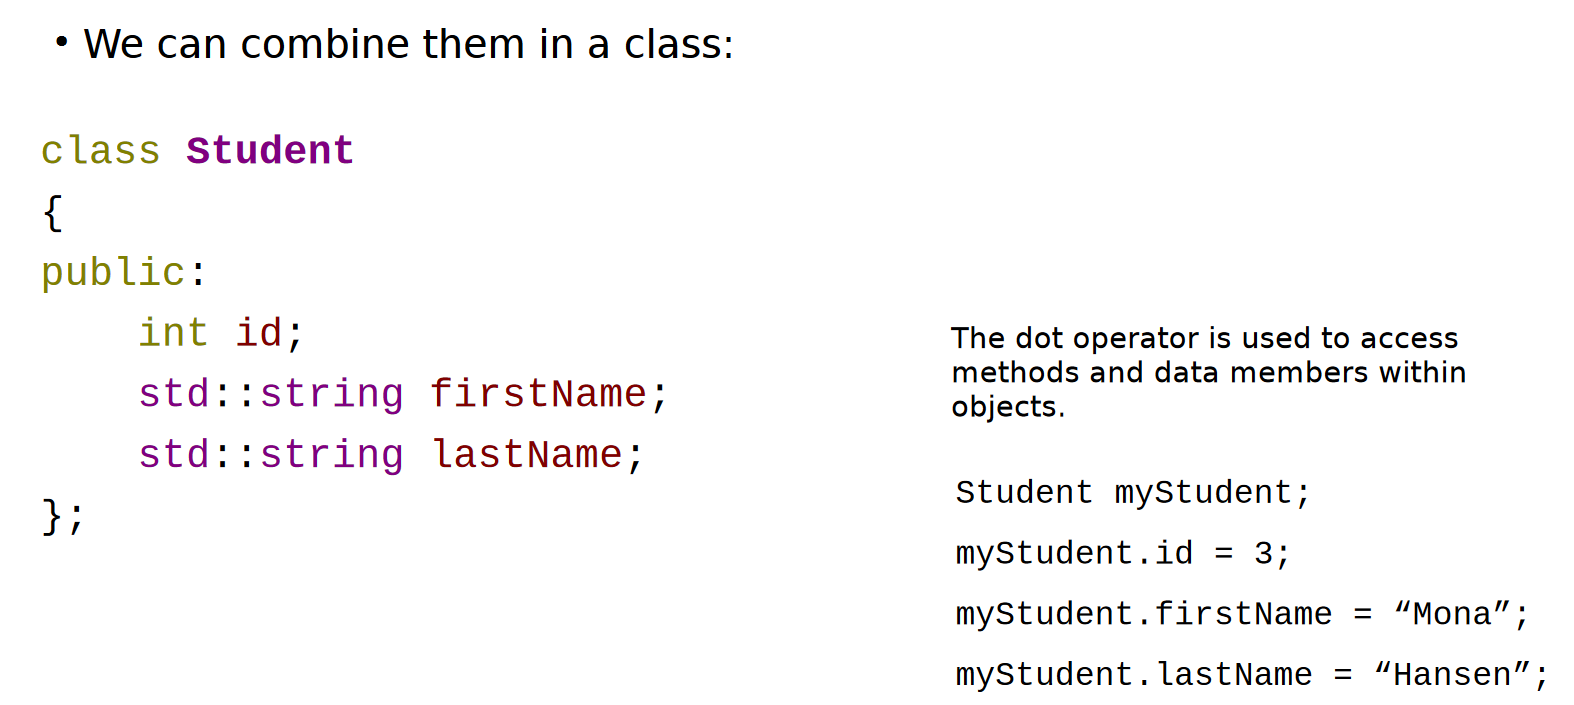 • We can combine them in a class:
class Student
{
public:
int id;
std::string firstName;
std::string lastName;
};
The dot operator is used to access
methods and data members within
objects.
Student myStudent;
myStudent.id = 3;
myStudent.firstName = “Mona”;
myStudent.lastName = “Hansen”;